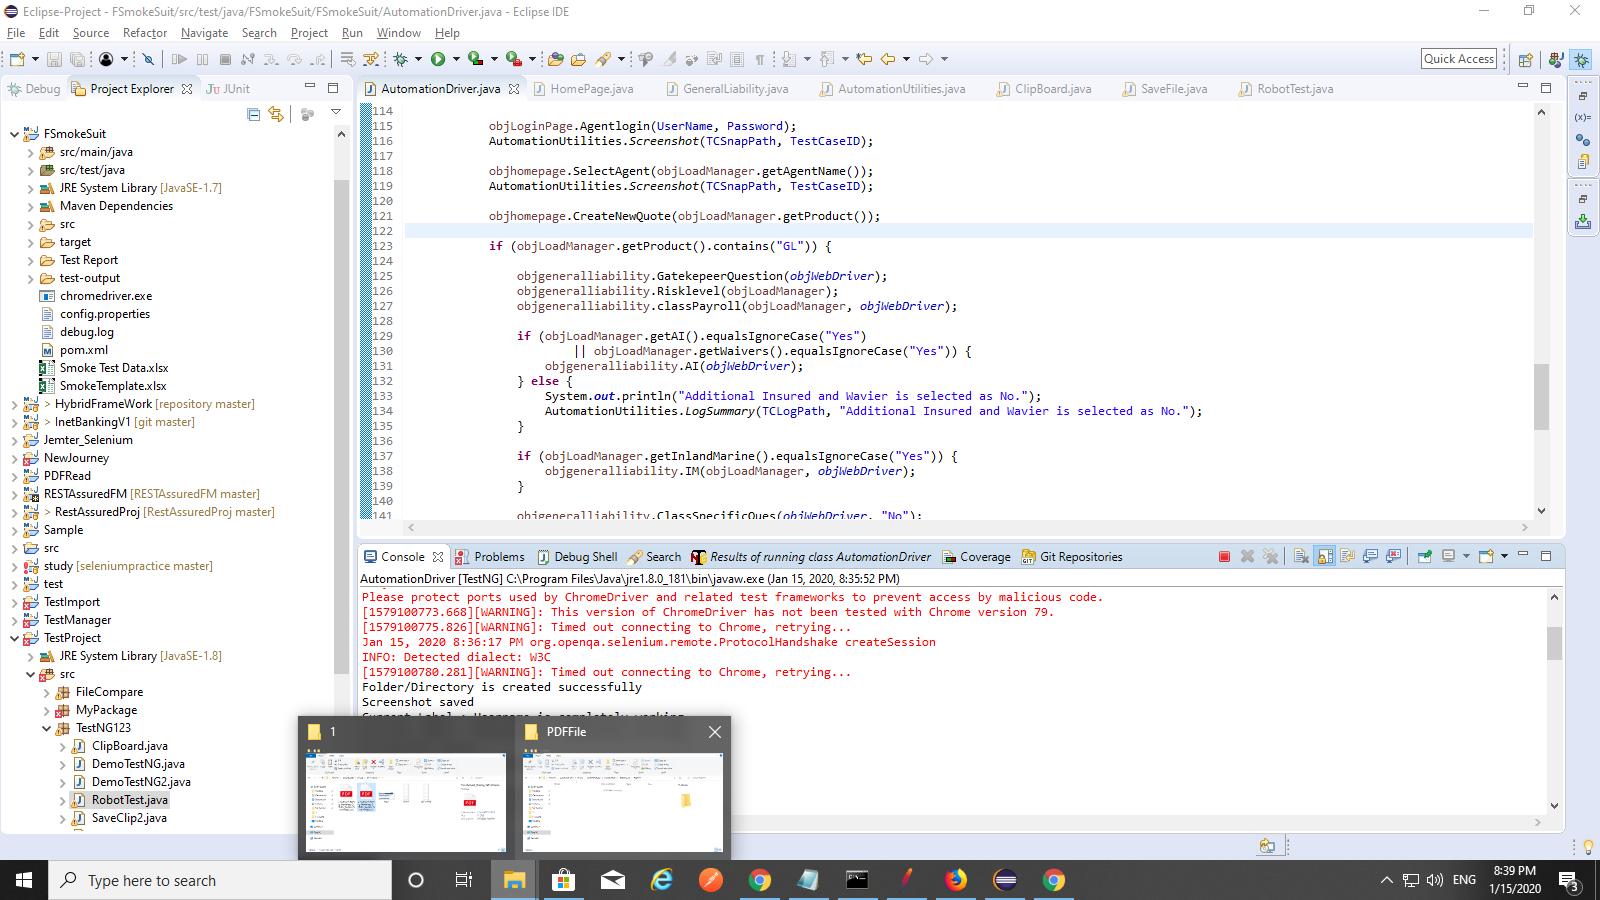 Eclipse-Project - FSmokeSuit/src/test/java/FSmokeSuit/FSmokeSuit/AutomationDriver.java - Eclipse IDE
File Edit Source Refactor Navigate Search Project Run Window Help
Quick Access
Debug Project Explorer JUnit
AutomationDriver.java HomePage.java GeneralLiability.java AutomationUtilities.java ClipBoard.java SaveFile.java RobotTest.java
FSmokeSuit
src/main/java
src/test/java
JRE System Library [JavaSE-1.7]
Maven Dependencies
src
target
Test Report
test-output
chromedriver.exe
config.properties
debug.log
pom.xml
Smoke Test Data.xlsx
SmokeTemplate.xlsx
> HybridFrameWork [repository master]
> InetBankingV1 [git master]
Jemter_Selenium
NewJourney
PDFRead
RESTAssuredFM [RESTAssuredFM master]
> RestAssuredProj [RestAssuredProj master]
Sample
src
study [seleniumpractice master]
test
TestImport
TestManager
TestProject
JRE System Library [JavaSE-1.8]
src
FileCompare
MyPackage
TestNG123
ClipBoard.java
DemoTestNG.java
DemoTestNG2.java
RobotTest.java
SaveClip2.java
114
115 objLoginPage.Agentlogin(UserName, Password);
116 AutomationUtilities.Screenshot(TCSnapPath, TestCaseID);
117
118 objhomepage.SelectAgent(objLoadManager.getAgentName());
119 AutomationUtilities.Screenshot(TCSnapPath, TestCaseID);
120
121 objhomepage.CreateNewQuote(objLoadManager.getProduct());
122
123 if (objLoadManager.getProduct().contains("GL")) {
124
125 objgeneralliability.GatekepeerQuestion(objWebDriver);
126 objgeneralliability.Risklevel(objLoadManager);
127 objgeneralliability.classPayroll(objLoadManager, objWebDriver);
128
129 if (objLoadManager.getAI().equalsIgnoreCase("Yes")
130 || objLoadManager.getWaivers().equalsIgnoreCase("Yes")) {
131 objgeneralliability.AI(objWebDriver);
132 } else {
133 System.out.println("Additional Insured and Wavier is selected as No.");
134 AutomationUtilities.LogSummary(TCLogPath, "Additional Insured and Wavier is selected as No.");
135 }
136
137 if (objLoadManager.getInlandMarine().equalsIgnoreCase("Yes")) {
138 objgeneralliability.IM(objLoadManager, objWebDriver);
139 }
140
141 objgeneralliability.ClassSpecificQues(objWebDriver, "No");
Console Problems Debug Shell Search Results of running class AutomationDriver Coverage Git Repositories
AutomationDriver [TestNG] C:\Program Files\Java\jre1.8.0_181\bin\javaw.exe (Jan 15, 2020, 8:35:52 PM)
Please protect ports used by ChromeDriver and related test frameworks to prevent access by malicious code.
[1579100773.668][WARNING]: This version of ChromeDriver has not been tested with Chrome version 79.
[1579100775.826][WARNING]: Timed out connecting to Chrome, retrying...
Jan 15, 2020 8:36:17 PM org.openqa.selenium.remote.ProtocolHandshake createSession
INFO: Detected dialect: W3C
[1579100780.281][WARNING]: Timed out connecting to Chrome, retrying...
Folder/Directory is created successfully
Screenshot saved
1
PDFFile
Type here to search
ENG
8:39 PM
1/15/2020
3